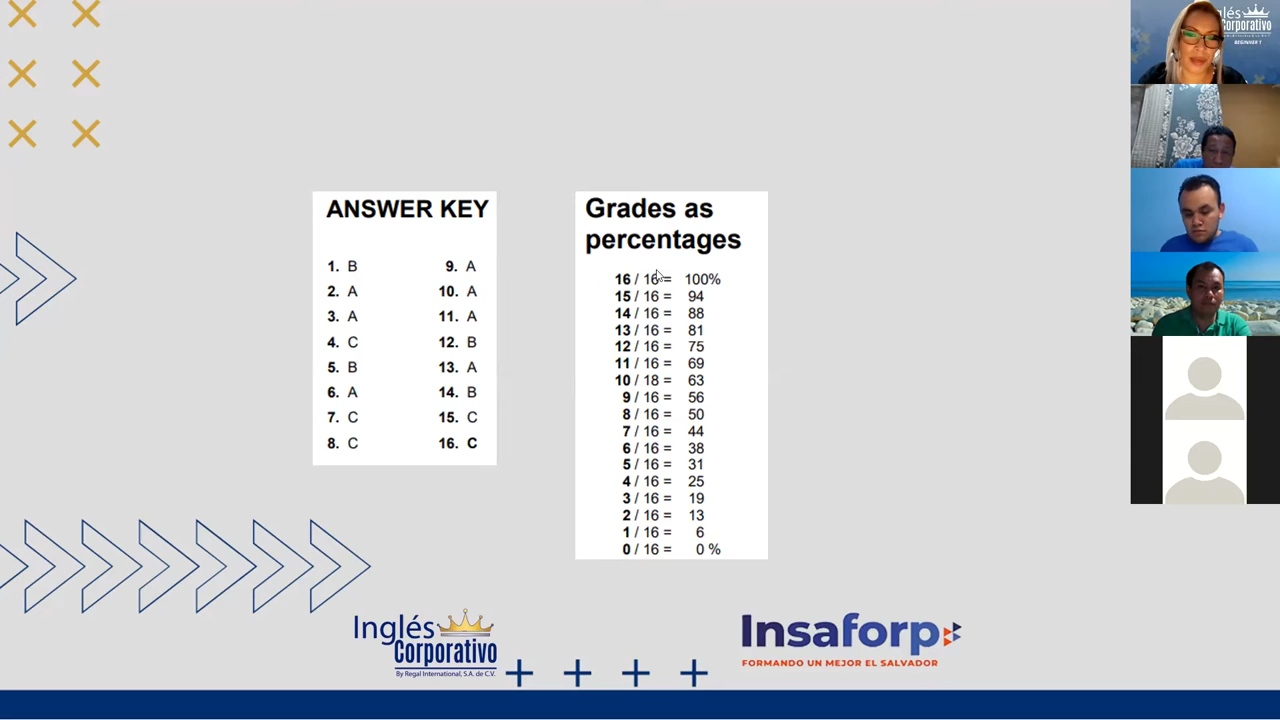 ANSWER KEY
1. B
2. A
3. A
4. C
5. B
6. A
7. C
8. C
9. A
10. A
11. A
12. B
13. A
14. B
15. C
16. C
Grades as
percentages
16 / 16 = 100%
15 / 16 = 94
14 / 16 = 88
13 / 16 = 81
12 / 16 = 75
11 / 16 = 69
10 / 18 = 63
9 / 16 = 56
8 / 16 = 50
7 / 16 = 44
6 / 16 = 38
5 / 16 = 31
4 / 16 = 25
3 / 16 = 19
2 / 16 = 13
1 / 16 = 6
0 / 16 = 0 %
Inglés
Corporativo
By Regal International, S.A. de C.V.
Insaforp
FORMANDO UN MEJOR EL SALVADOR
glés
Corporativo
BEGINNER 1